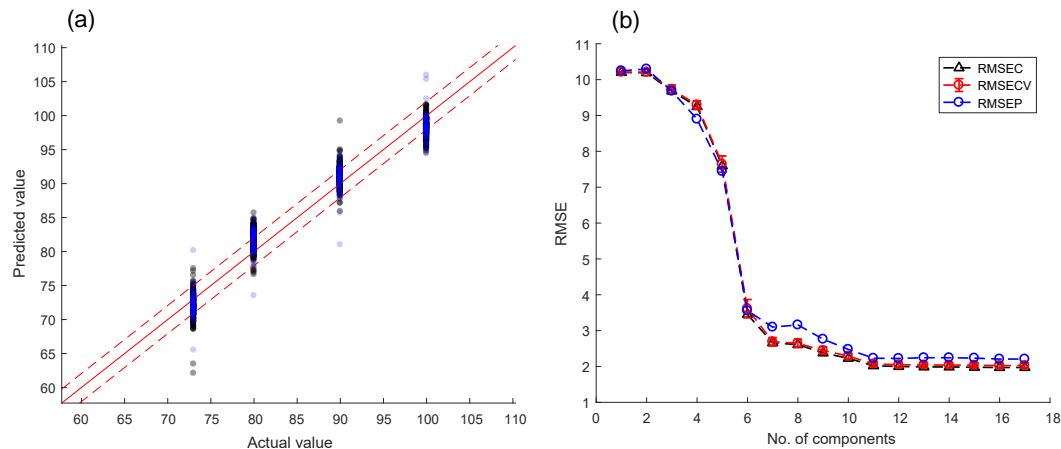 (a)
110
105
100
95
90
85
80
75
70
65
60
Predicted value
60 65 70 75 80 85 90 95 100 105 110
Actual value
(b)
11
10
9
8
7
6
5
4
3
2
1
RMSE
RMSEC
RMSECV
RMSEP
0 2 4 6 8 10 12 14 16 18
No. of components